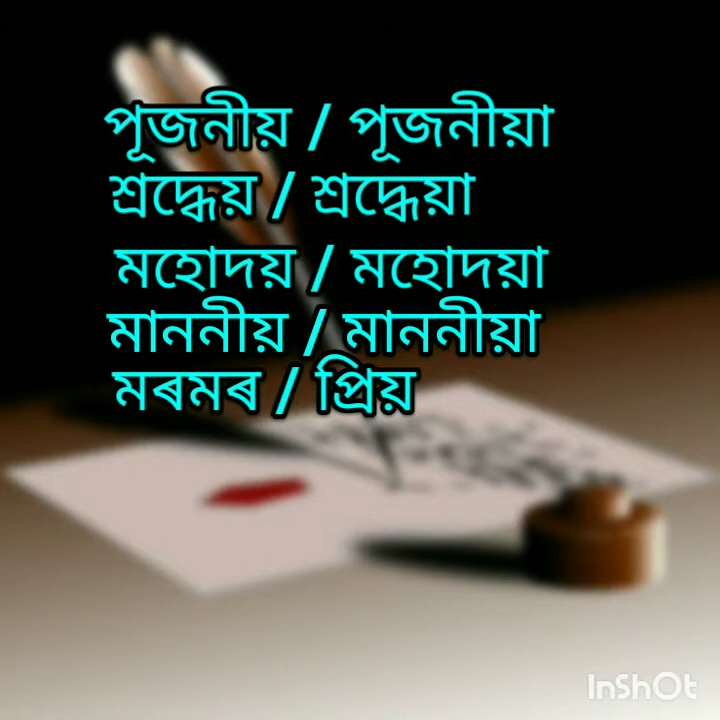 পূজনীয় / পূজনীয়া
শ্ৰদ্ধেয় / শ্ৰদ্ধেয়া
মহোদয় / মহোদয়া
মাননীয় / মাননীয়া
মৰমৰ / প্ৰিয়
InShOt